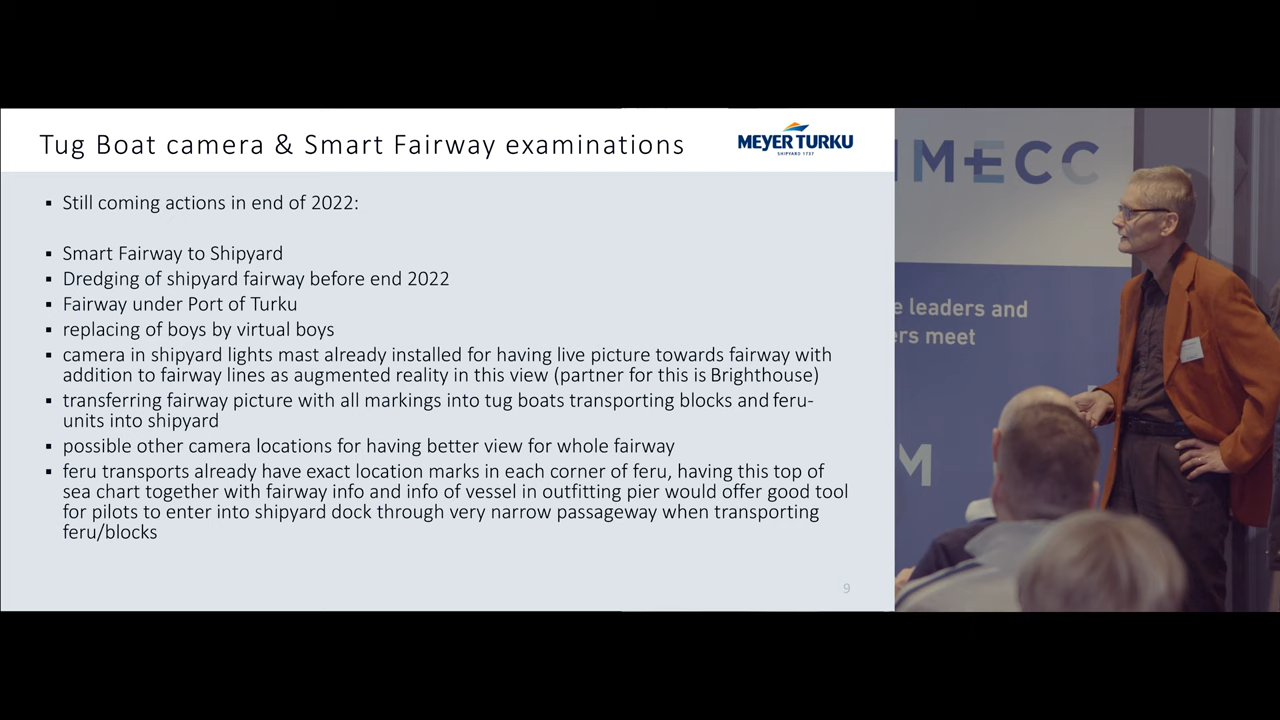 Tug Boat camera & Smart Fairway examinations
MEYER TURKU
SHIPYARD 1737
▪ Still coming actions in end of 2022:
▪ Smart Fairway to Shipyard
▪ Dredging of shipyard fairway before end 2022
▪ Fairway under Port of Turku
▪ replacing of boys by virtual boys
▪ camera in shipyard lights mast already installed for having live picture towards fairway with
addition to fairway lines as augmented reality in this view (partner for this is Brighthouse)
▪ transferring fairway picture with all markings into tug boats transporting blocks and feru-
units into shipyard
▪ possible other camera locations for having better view for whole fairway
▪ feru transports already have exact location marks in each corner of feru, having this top of
sea chart together with fairway info and info of vessel in outfitting pier would offer good tool
for pilots to enter into shipyard dock through very narrow passageway when transporting
feru/blocks
9
IMECC
e leaders and
ers meet
M